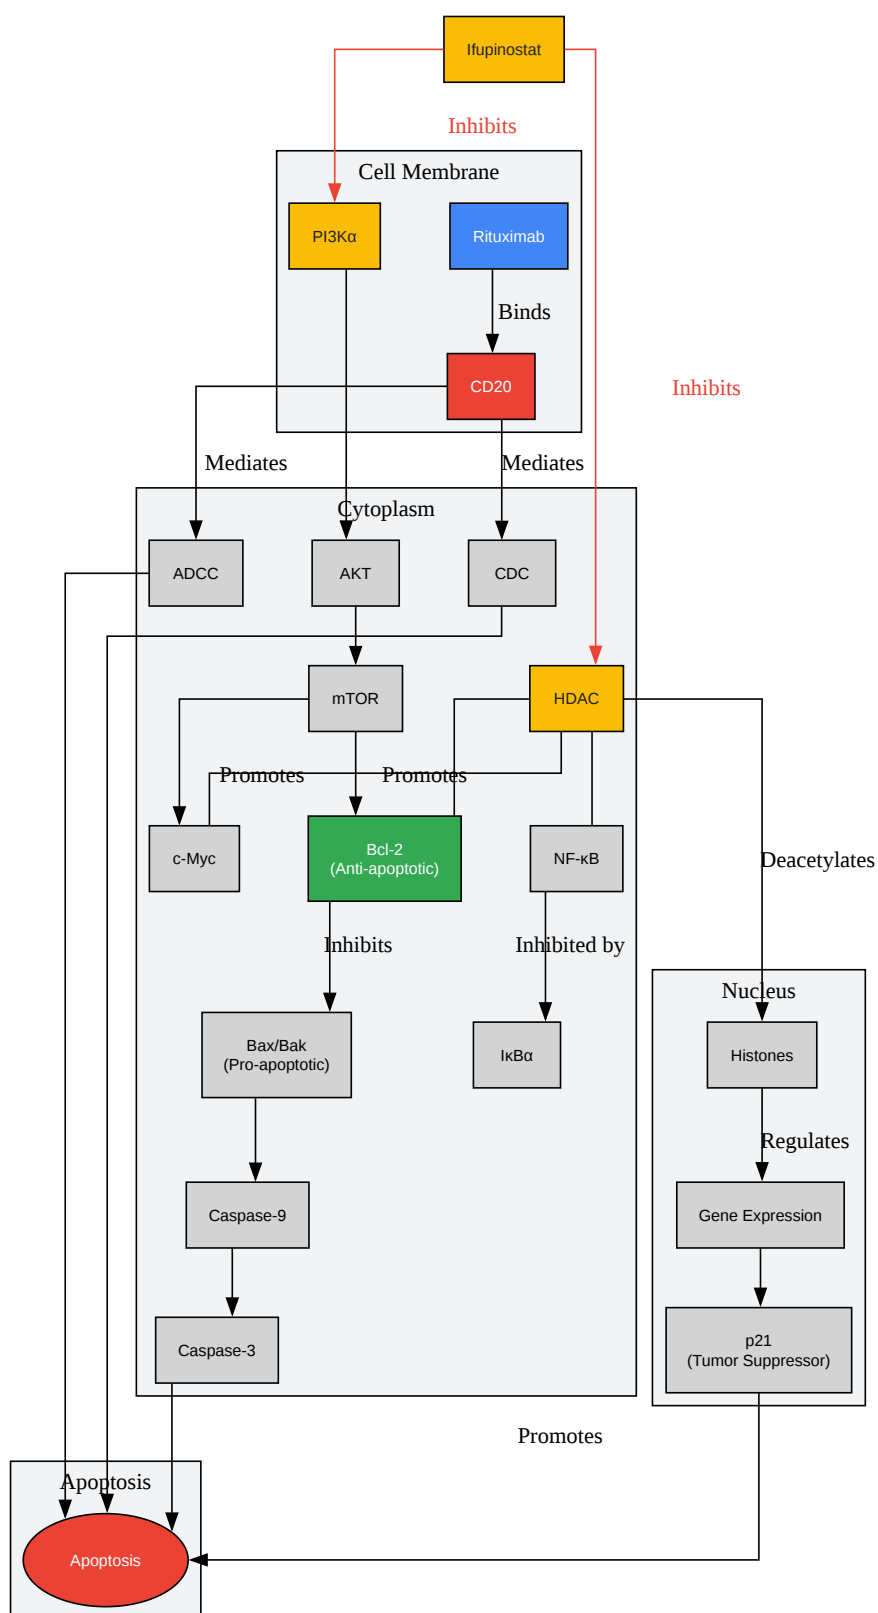 Ifupinostat
Inhibits
Cell Membrane
PI3Kα
Rituximab
Binds
CD20
Inhibits
Mediates
Mediates
Cytoplasm
ADCC
AKT
CDC
mTOR
HDAC
Promotes
Promotes
c-Myc
Bcl-2
(Anti-apoptotic)
NF-κB
Deacetylates
Inhibits
Inhibited by
Nucleus
Bax/Bak
(Pro-apoptotic)
IκBα
Histones
Regulates
Caspase-9
Gene Expression
Caspase-3
p21
(Tumor Suppressor)
Promotes
Apoptosis
Apoptosis